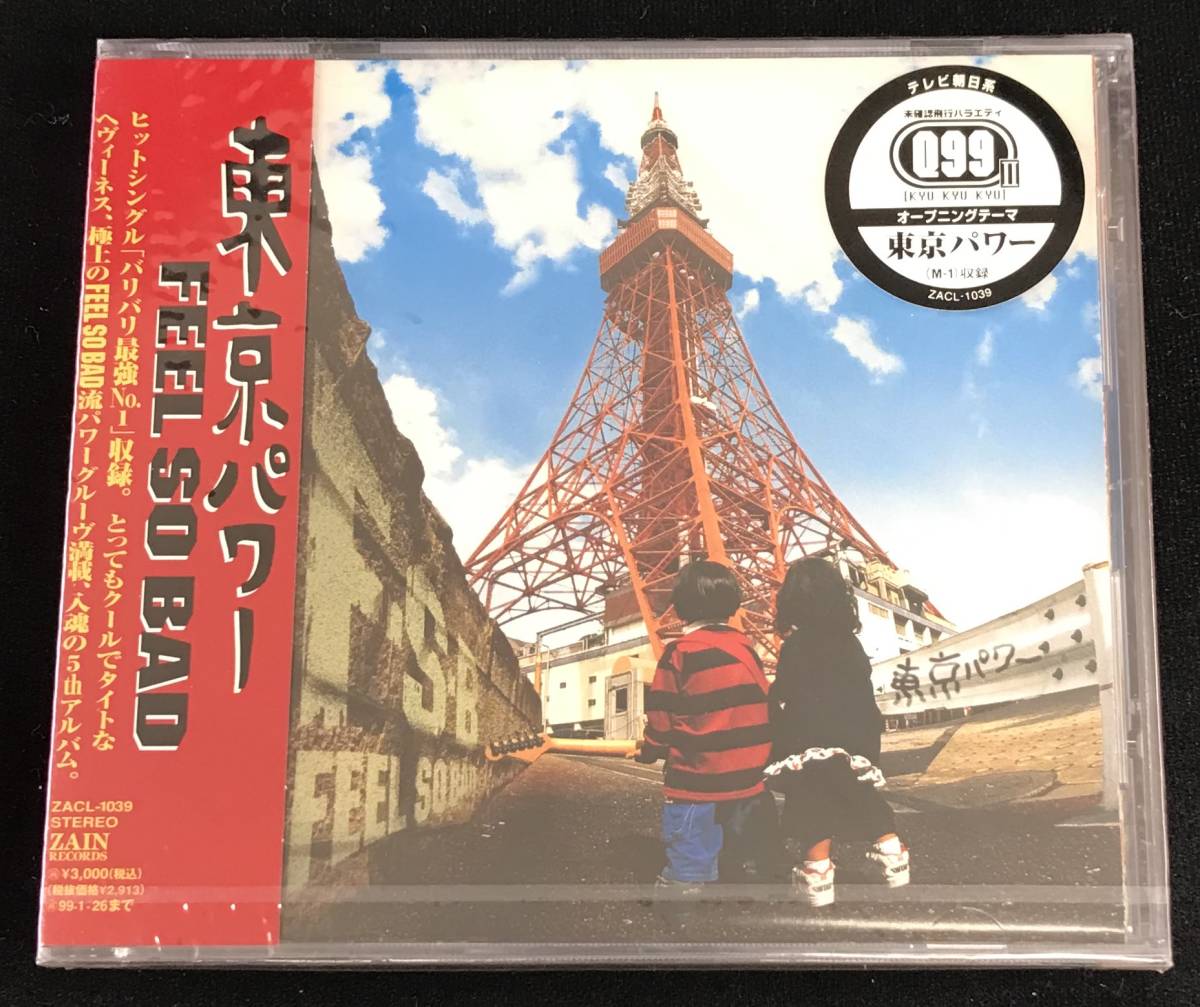 東京パワー
FEEL SO BAD
ヒットシングル「バリバリ最強No.1」収録。 とってもクールでタイトな
ヘヴィーネス、極上のFEEL SO BAD流パワーグルーヴ満載、入魂の5thアルバム。
ZACL-1039
STEREO
ZAIN
RECORDS
¥3,000(税込)
(税抜価格¥2,913)
99·1·26まで
テレビ朝日系
未確認飛行バラエティ
Q99 II
[KYU KYU KYU]
オープニングテーマ
東京パワー
(M-1)収録
ZACL-1039
F.S.B
FEEL SO BAD
東京パワー